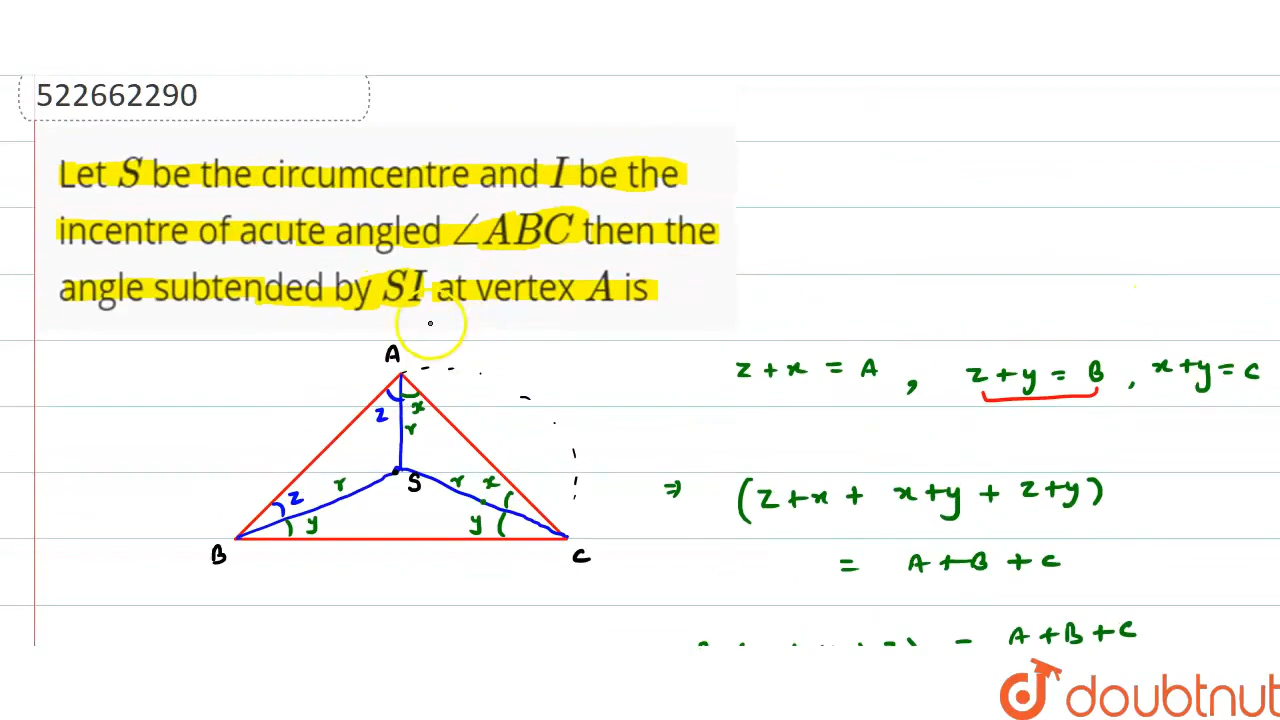 522662290
Let S be the circumcentre and I be the
incentre of acute angled ∠ABC then the
angle subtended by SI at vertex A is
A
z x
r
S
r r x
z
y y
B C
z + x = A , z + y = B , x + y = C
⇒ (z + x + x + y + z + y)
= A + B + C
= A + B + C
doubtnut